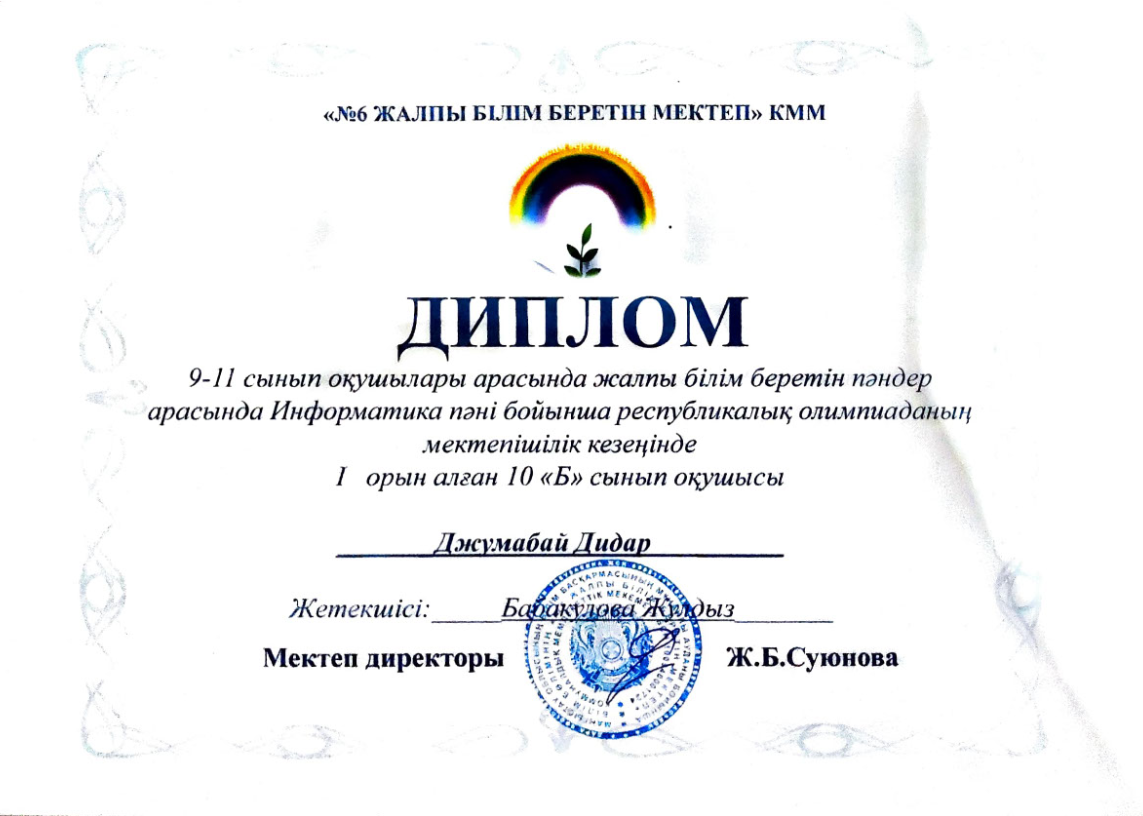 «№6 ЖАЛПЫ БІЛІМ БЕРЕТІН МЕКТЕП» КММ
ДИПЛОМ
9-11 сынып оқушылары арасында жалпы білім беретін пәндер
арасында Информатика пәні бойынша республикалық олимпиаданың
мектепішілік кезеңінде
І орын алған 10 «Б» сынып оқушысы
Джумабай Дидар
Жетекшісі: Баракулова Жулдыз
Мектеп директоры Ж.Б.Суюнова